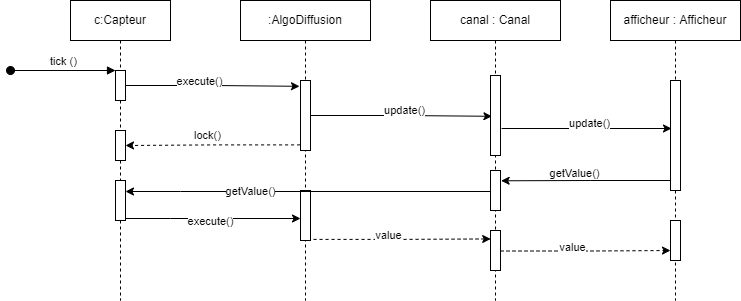 c:Capteur
:AlgoDiffusion
canal : Canal
afficheur : Afficheur
tick ()
execute()
update()
update()
lock()
getValue()
getValue()
execute()
value
value